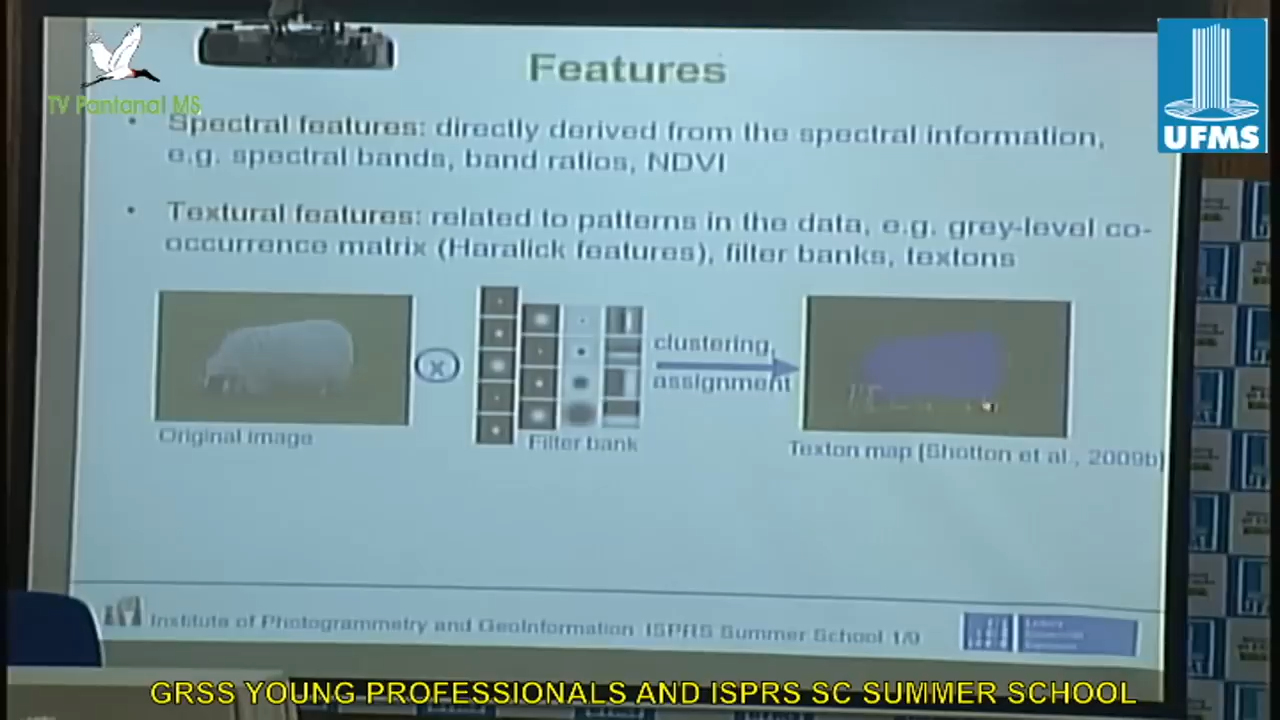 TV Pantanal MS
UFMS
Features
• Spectral features: directly derived from the spectral information,
e.g. spectral bands, band ratios, NDVI
• Textural features: related to patterns in the data, e.g. grey-level co-
occurrence matrix (Haralick features), filter banks, textons
x
clustering,
assignment
Original image
Filter bank
Texton map [Shotton et al., 2009b]
Institute of Photogrammetry and GeoInformation ISPRS Summer School 1/9
GRSS YOUNG PROFESSIONALS AND ISPRS SC SUMMER SCHOOL